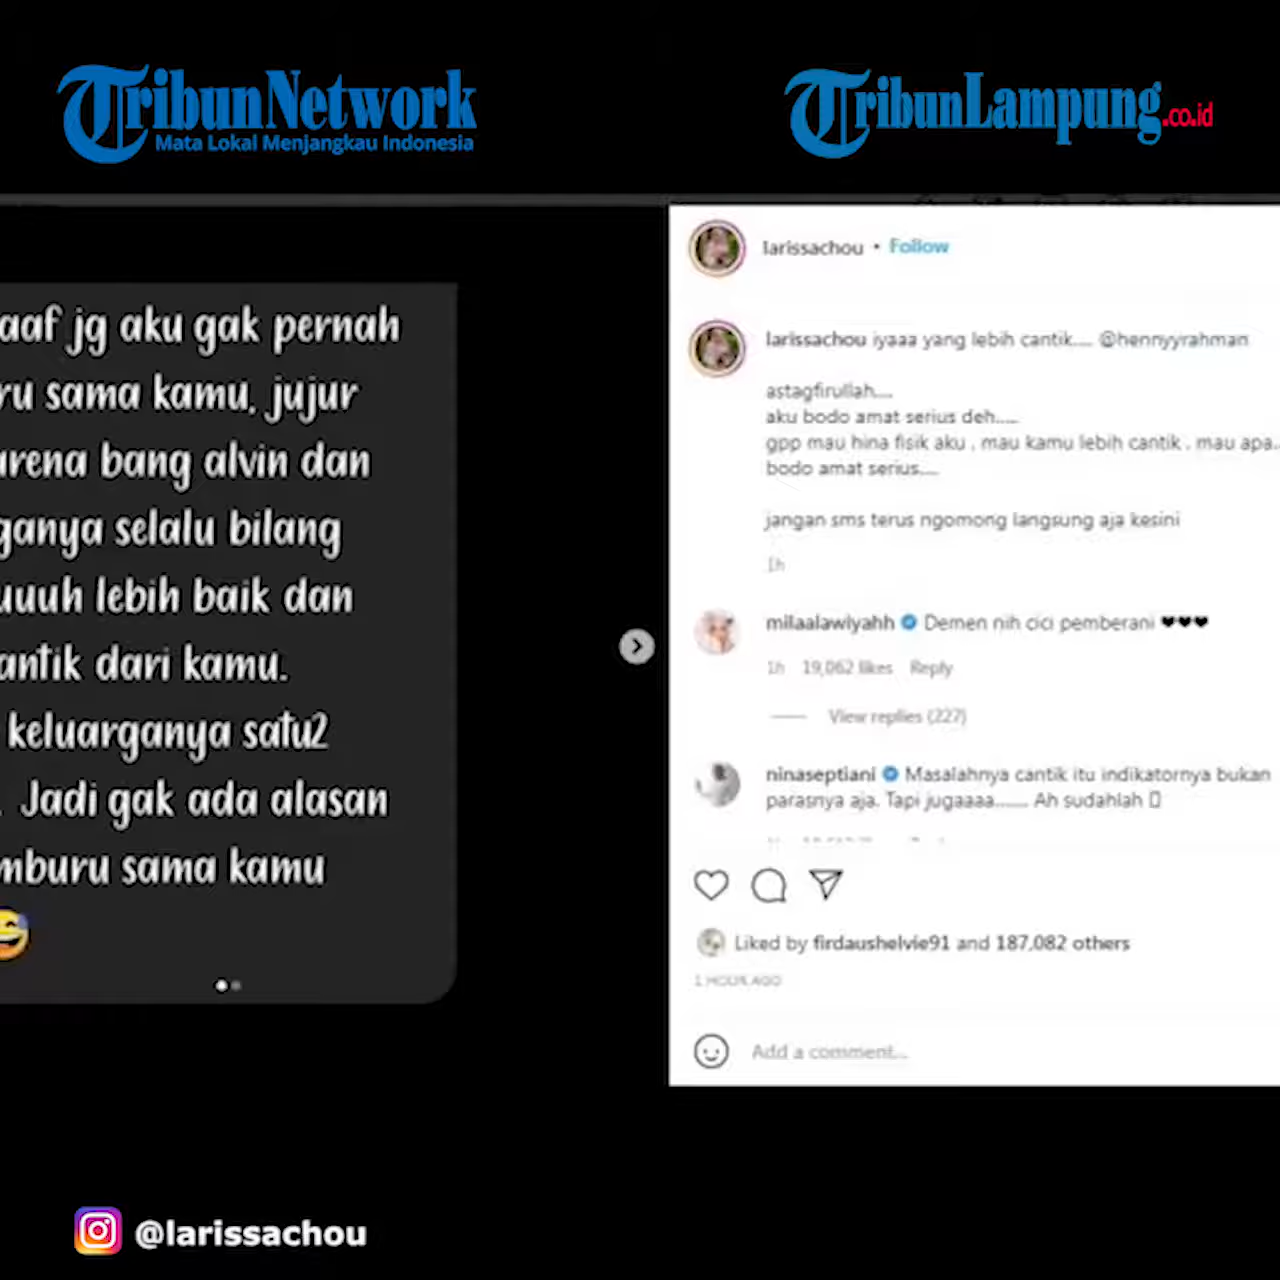 TribunNetwork
Mata Lokal Menjangkau Indonesia
TribunLampung.co.id
aaf jg aku gak pernah
ru sama kamu, jujur
arena bang alvin dan
ganya selalu bilang
uuuh lebih baik dan
antik dari kamu.
keluarganya satu2
. Jadi gak ada alasan
mburu sama kamu
larissachou • Follow
larissachou iyaaa yang lebih cantik.... @hennyyrahman
astagfirullah....
aku bodo amat serius deh.....
gpp mau hina fisik aku , mau kamu lebih cantik , mau apa..
bodo amat serius....
jangan sms terus ngomong langsung aja kesini
1h
milaalawiyahh Demen nih cici pemberani ❤❤❤
1h 19,062 likes Reply
View replies (227)
ninaseptiani Masalahnya cantik itu indikatornya bukan
parasnya aja. Tapi jugaaaa....... Ah sudahlah
Liked by firdaushelvie91 and 187,082 others
1 HOUR AGO
Add a comment...
@larissachou